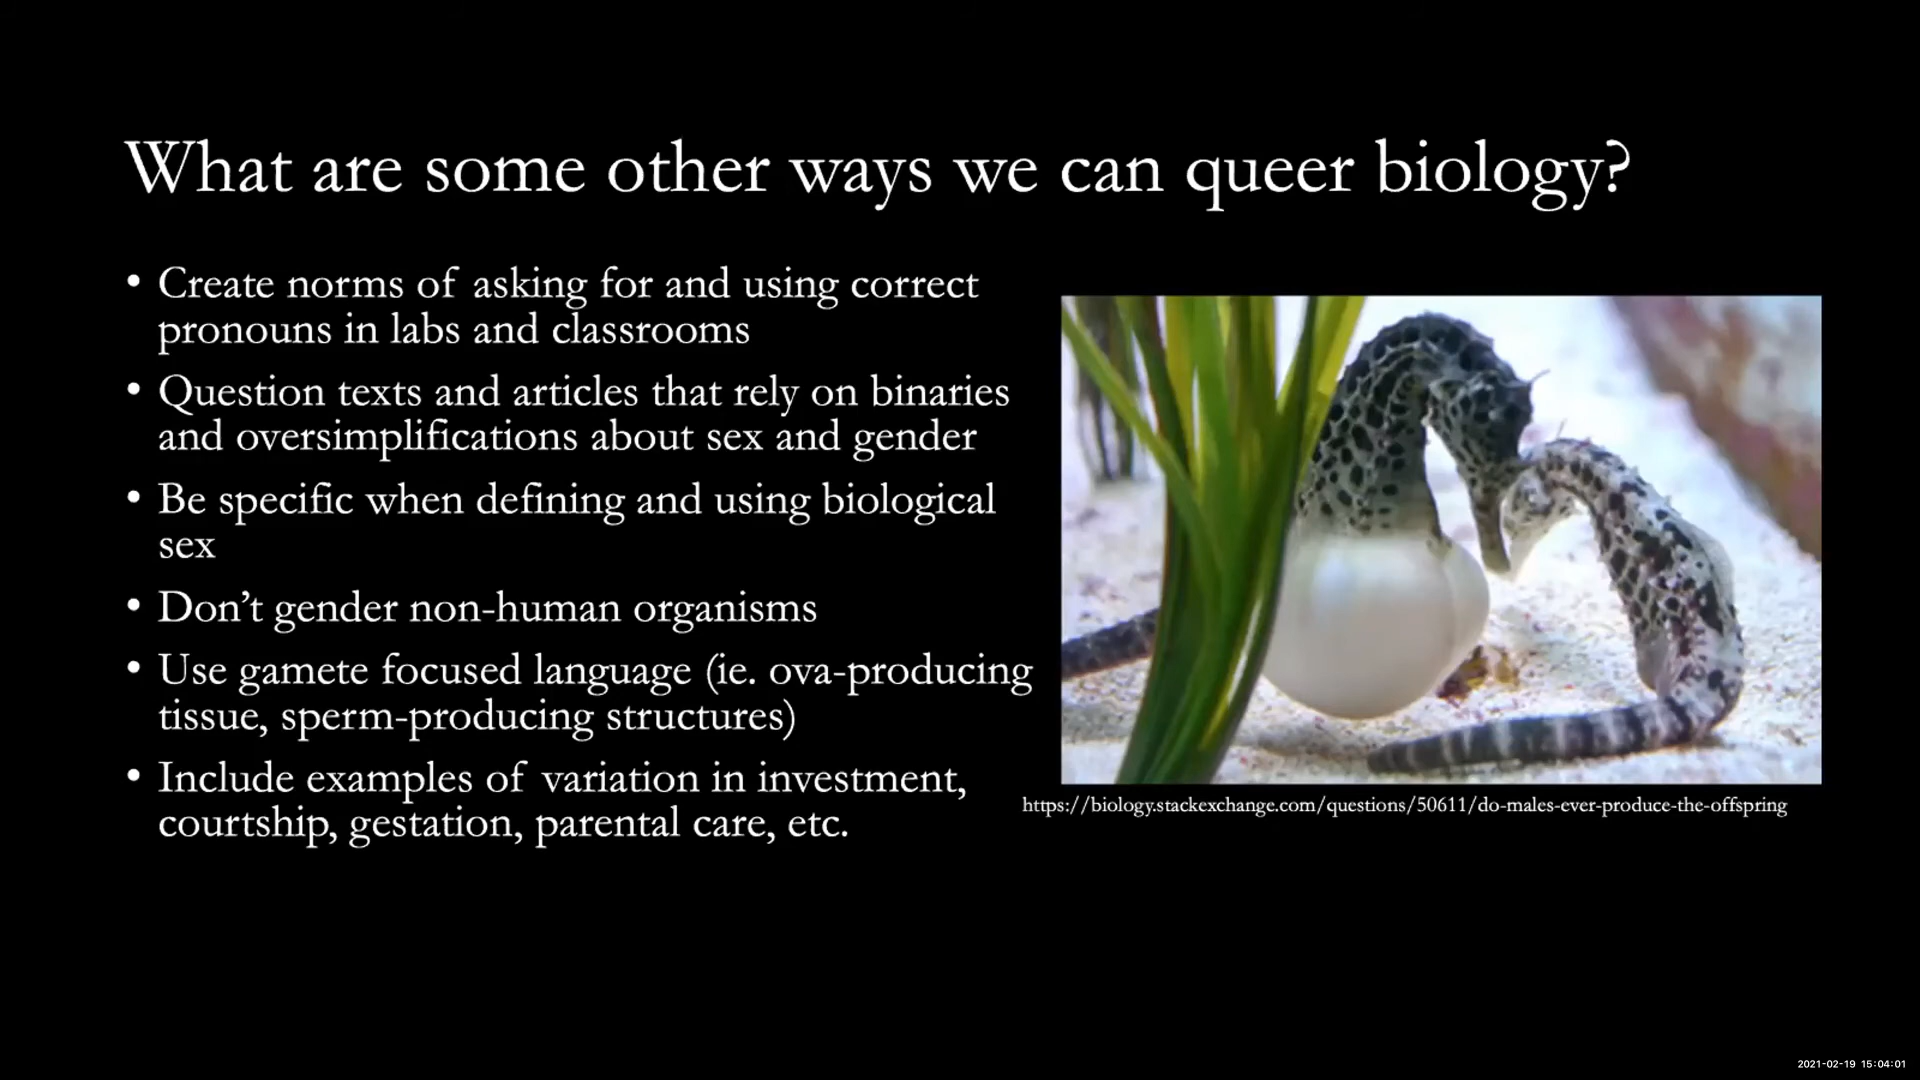 What are some other ways we can queer biology?
• Create norms of asking for and using correct
pronouns in labs and classrooms
• Question texts and articles that rely on binaries
and oversimplifications about sex and gender
• Be specific when defining and using biological
sex
• Don’t gender non-human organisms
• Use gamete focused language (ie. ova-producing
tissue, sperm-producing structures)
• Include examples of variation in investment,
courtship, gestation, parental care, etc.
https://biology.stackexchange.com/questions/50611/do-males-ever-produce-the-offspring
2021-02-19 15:04:01